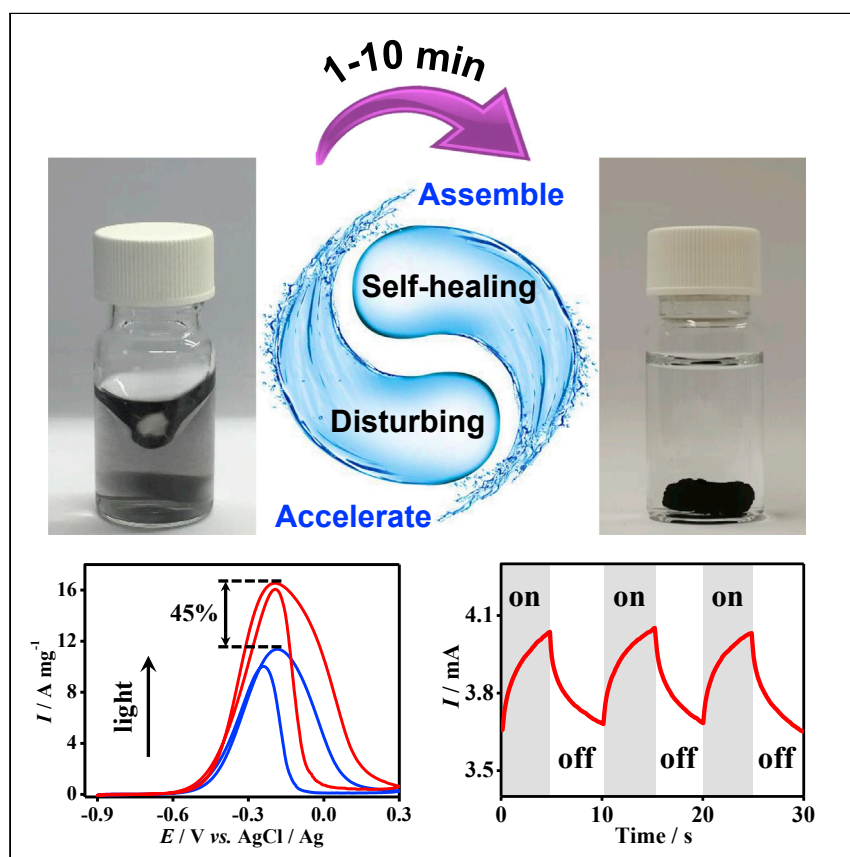 1-10 min
Assemble
Self-healing
Disturbing
Accelerate
16
12
8
4
0
I / A mg⁻¹
light
45%
-0.9
-0.6
-0.3
0.0
0.3
E / V vs. AgCl / Ag
4.1
3.8
3.5
I / mA
on
on
on
off
off
off
0
10
20
30
Time / s